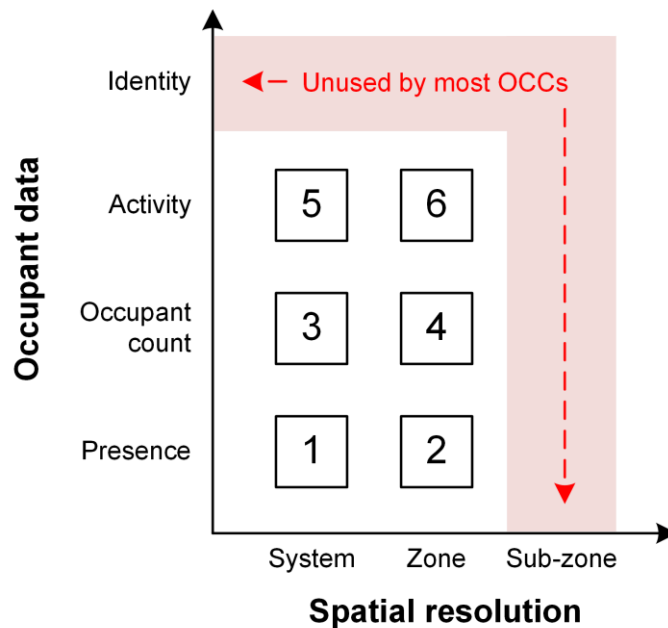 Identity
Unused by most OCCs
Activity
5
6
Occupant
count
3
4
Presence
1
2
System
Zone
Sub-zone
Occupant data
Spatial resolution